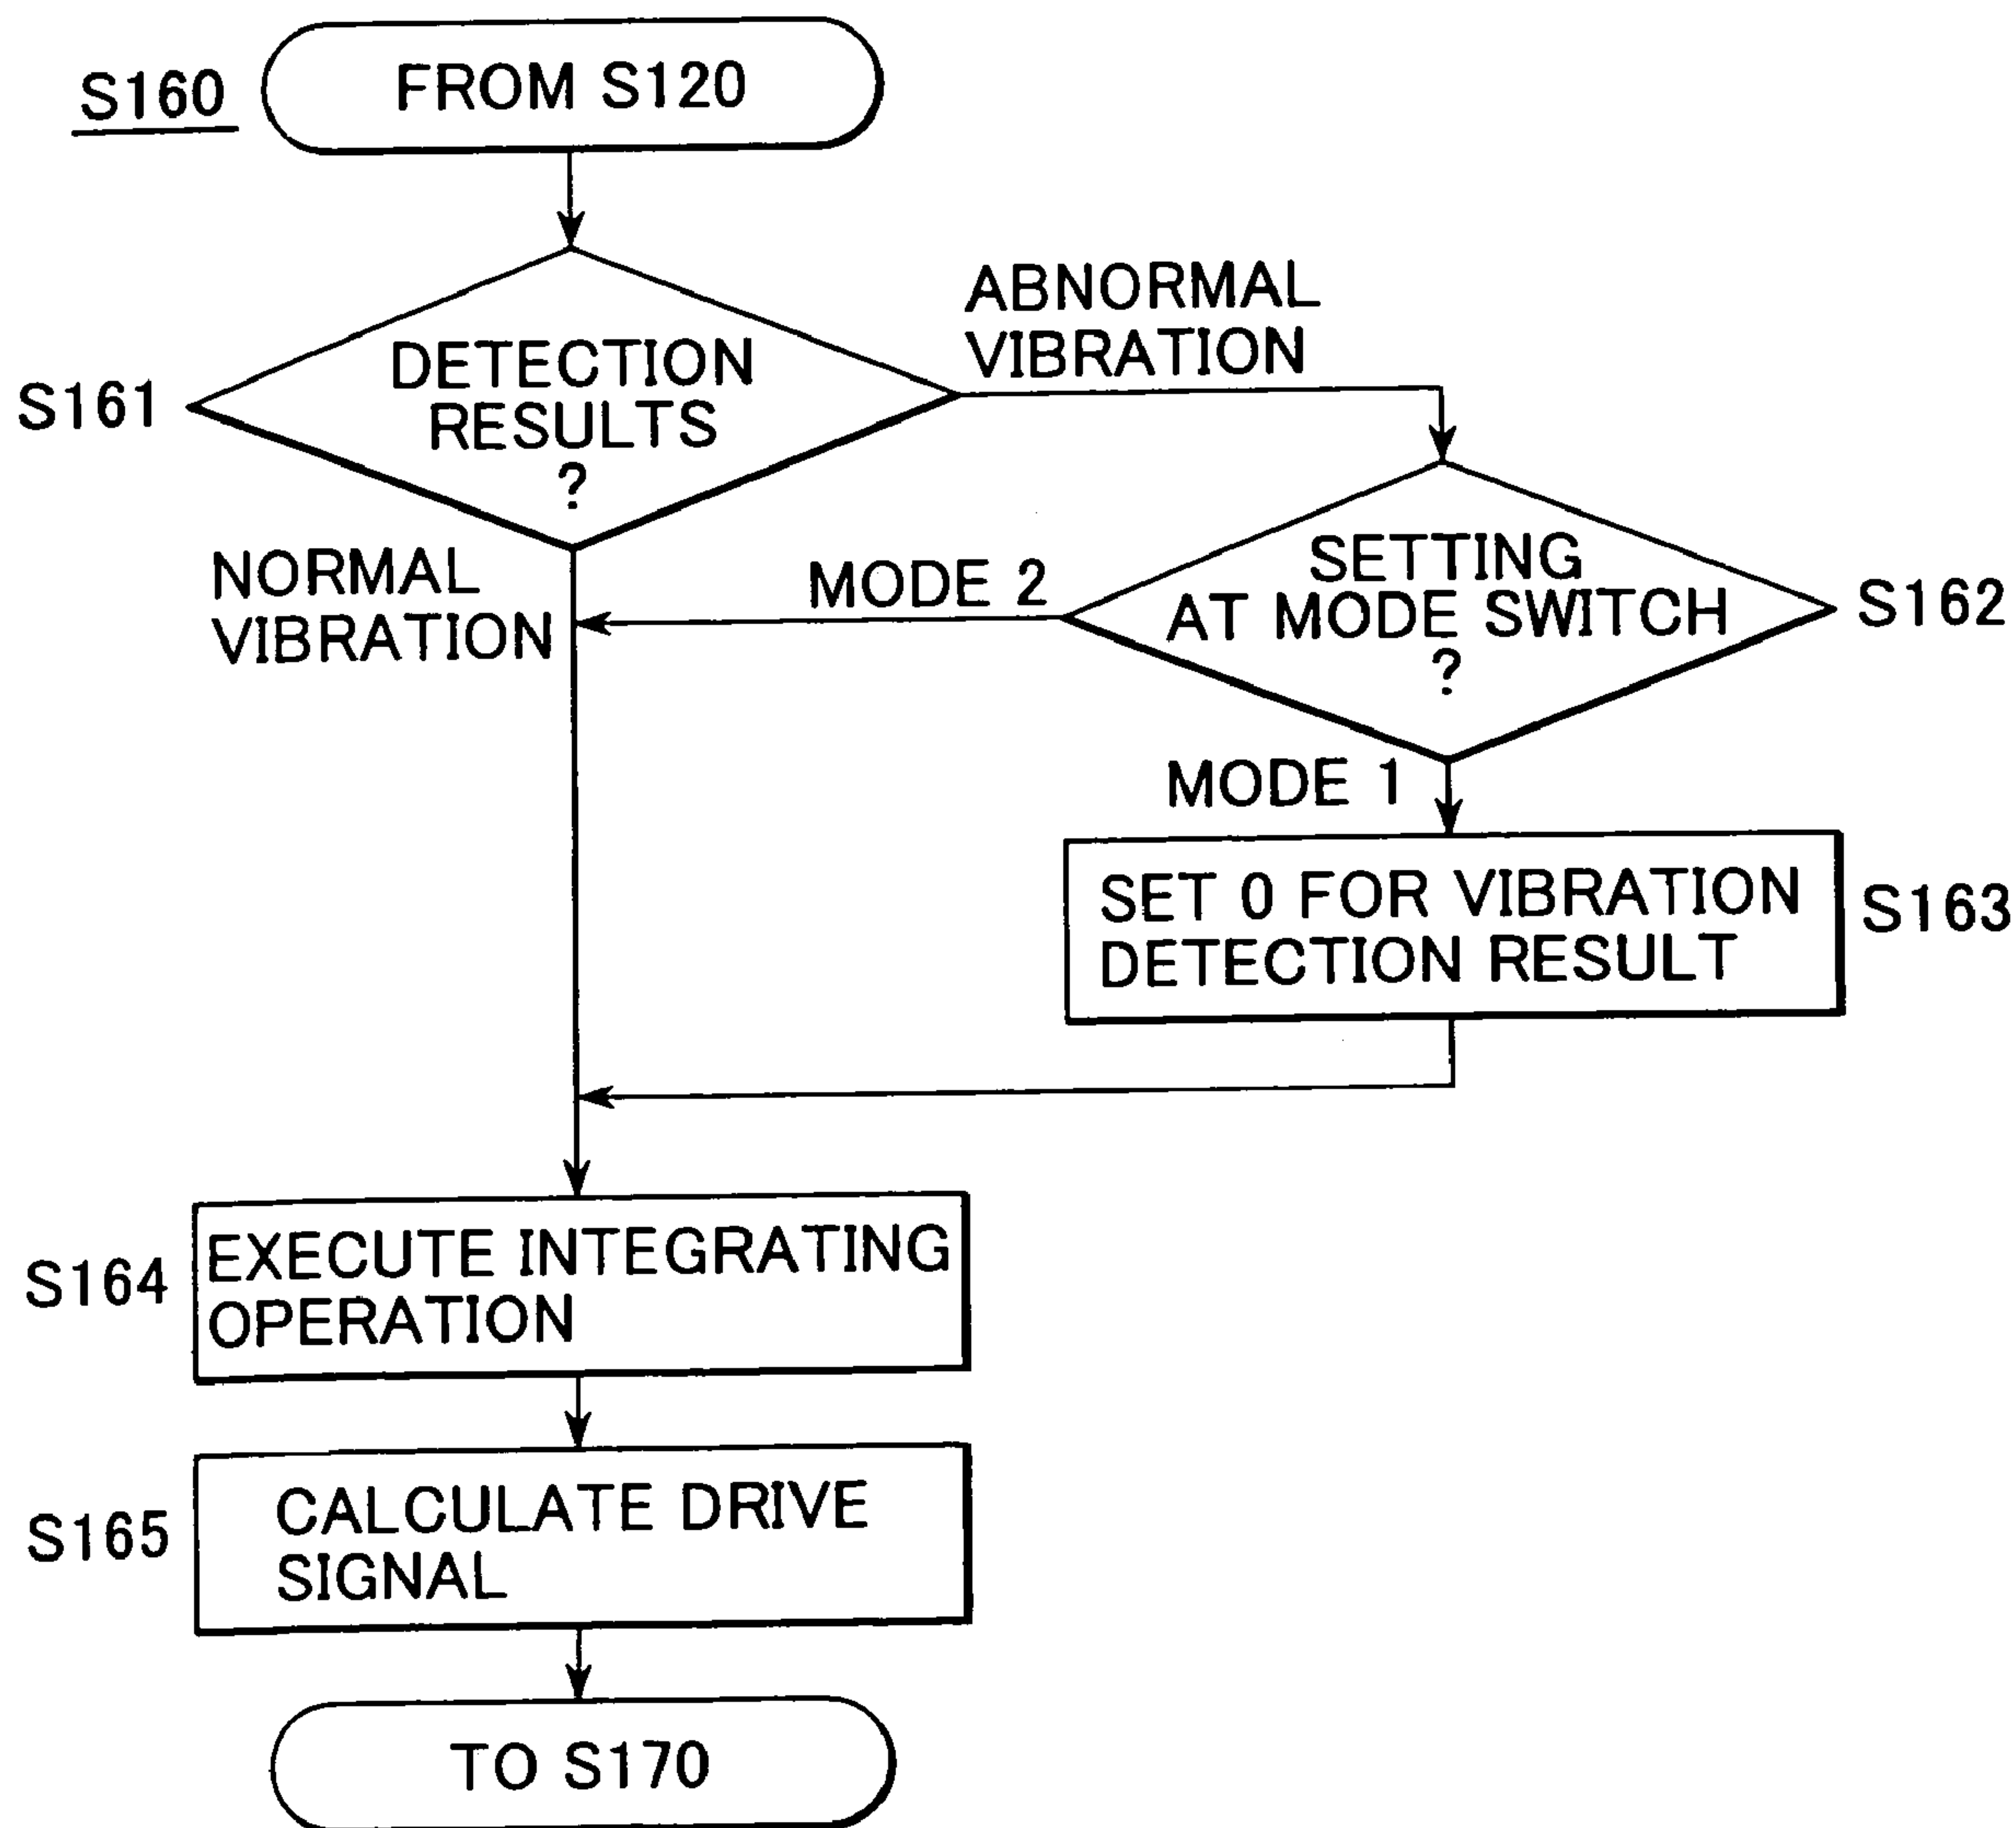 S160
FROM S120
ABNORMAL
VIBRATION
S161
DETECTION
RESULTS
?
NORMAL
VIBRATION
MODE 2
SETTING
AT MODE SWITCH
?
S162
MODE 1
SET 0 FOR VIBRATION
DETECTION RESULT
S163
S164
EXECUTE INTEGRATING
OPERATION
S165
CALCULATE DRIVE
SIGNAL
TO S170